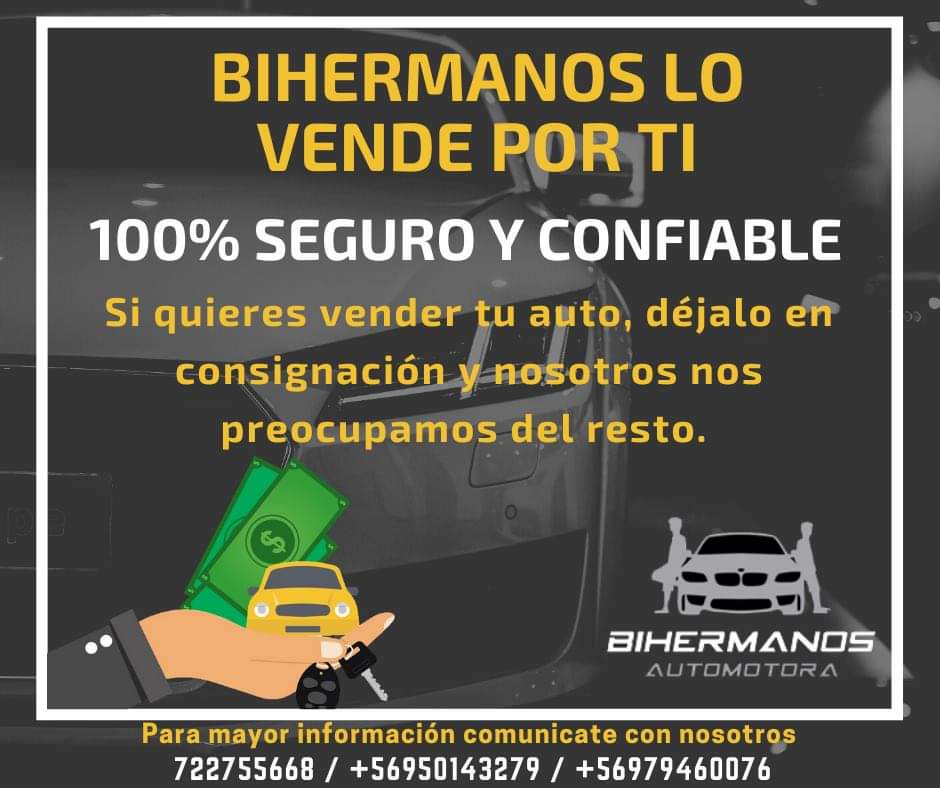 BIHERMANOS LO
VENDE POR TI
100% SEGURO Y CONFIABLE
Si quieres vender tu auto, déjalo en
consignación y nosotros nos
preocupamos del resto.
BIHERMANOS
AUTOMOTORA
Para mayor información comunicate con nosotros
722755668 / +56950143279 / +56979460076